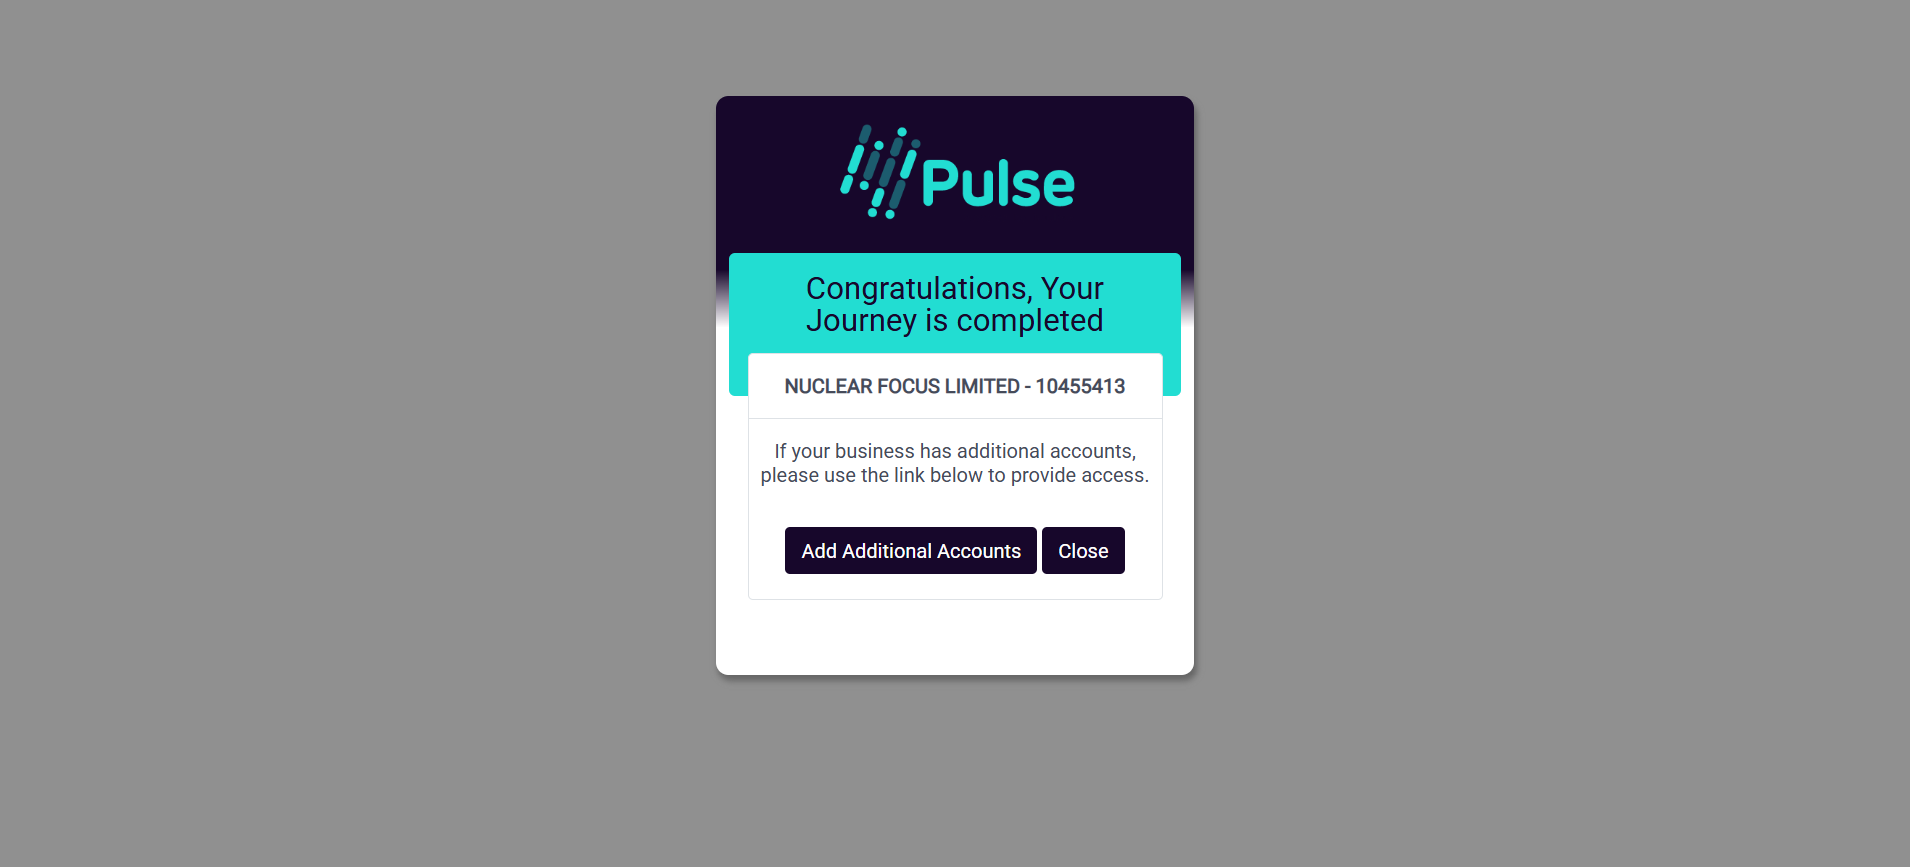 Pulse
Congratulations, Your
Journey is completed
NUCLEAR FOCUS LIMITED - 10455413
If your business has additional accounts,
please use the link below to provide access.
Add Additional Accounts
Close